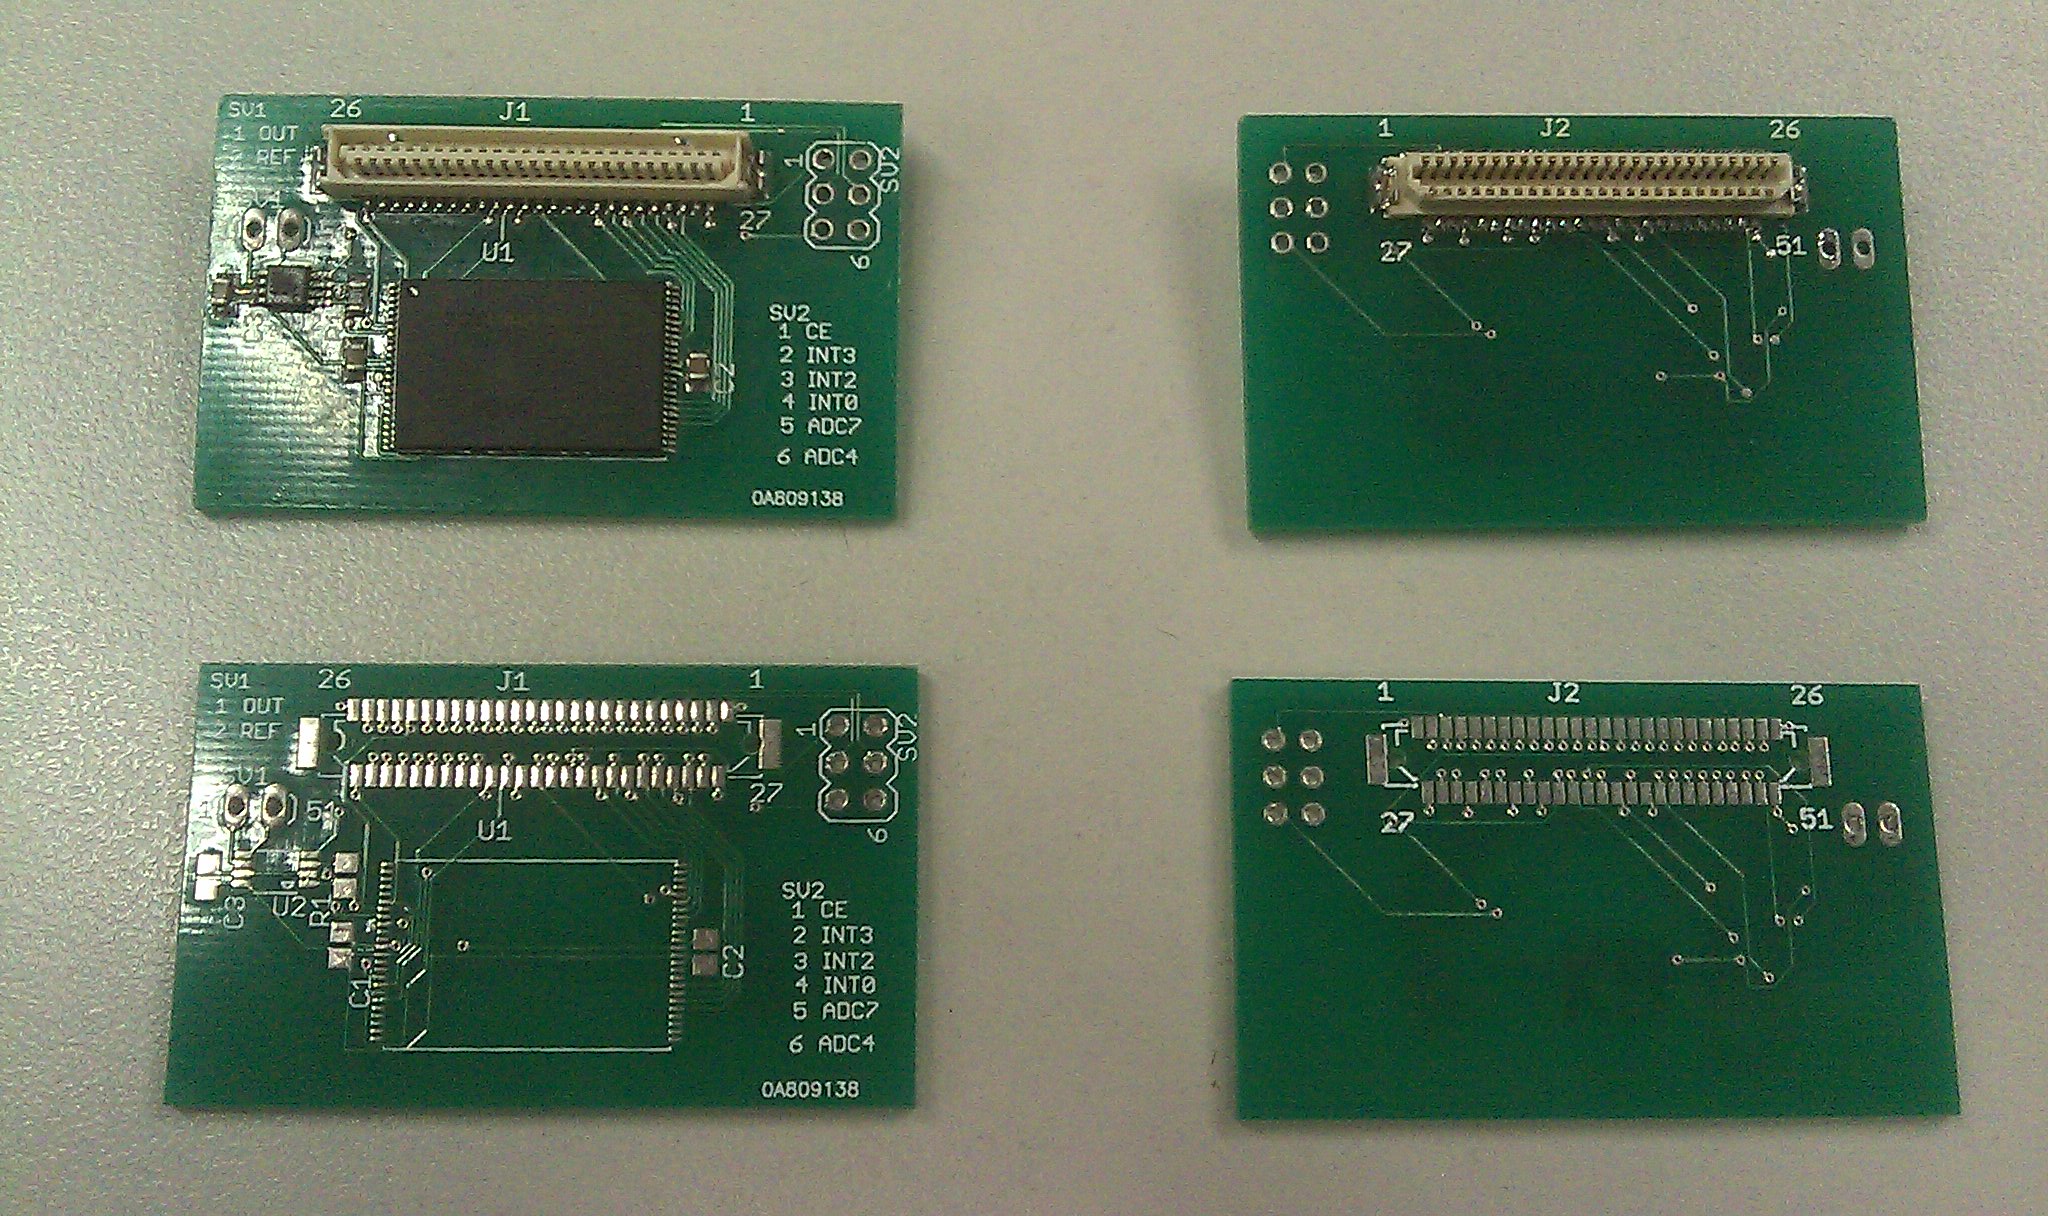 SV1 26 J1 1
1 OUT
2 REF
1 SV2
27
U1
6
SV2
1 CE
2 INT3
3 INT2
4 INT0
5 ADC7
6 ADC4
C2
0A809138
1 J2 26
27 51
SV1 26 J1 1
1 OUT
2 REF
1 SV2
27
51
U1
6
C3 U2 R1
SV2
1 CE
2 INT3
3 INT2
4 INT0
5 ADC7
6 ADC4
C1
C2
0A809138
1 J2 26
27 51